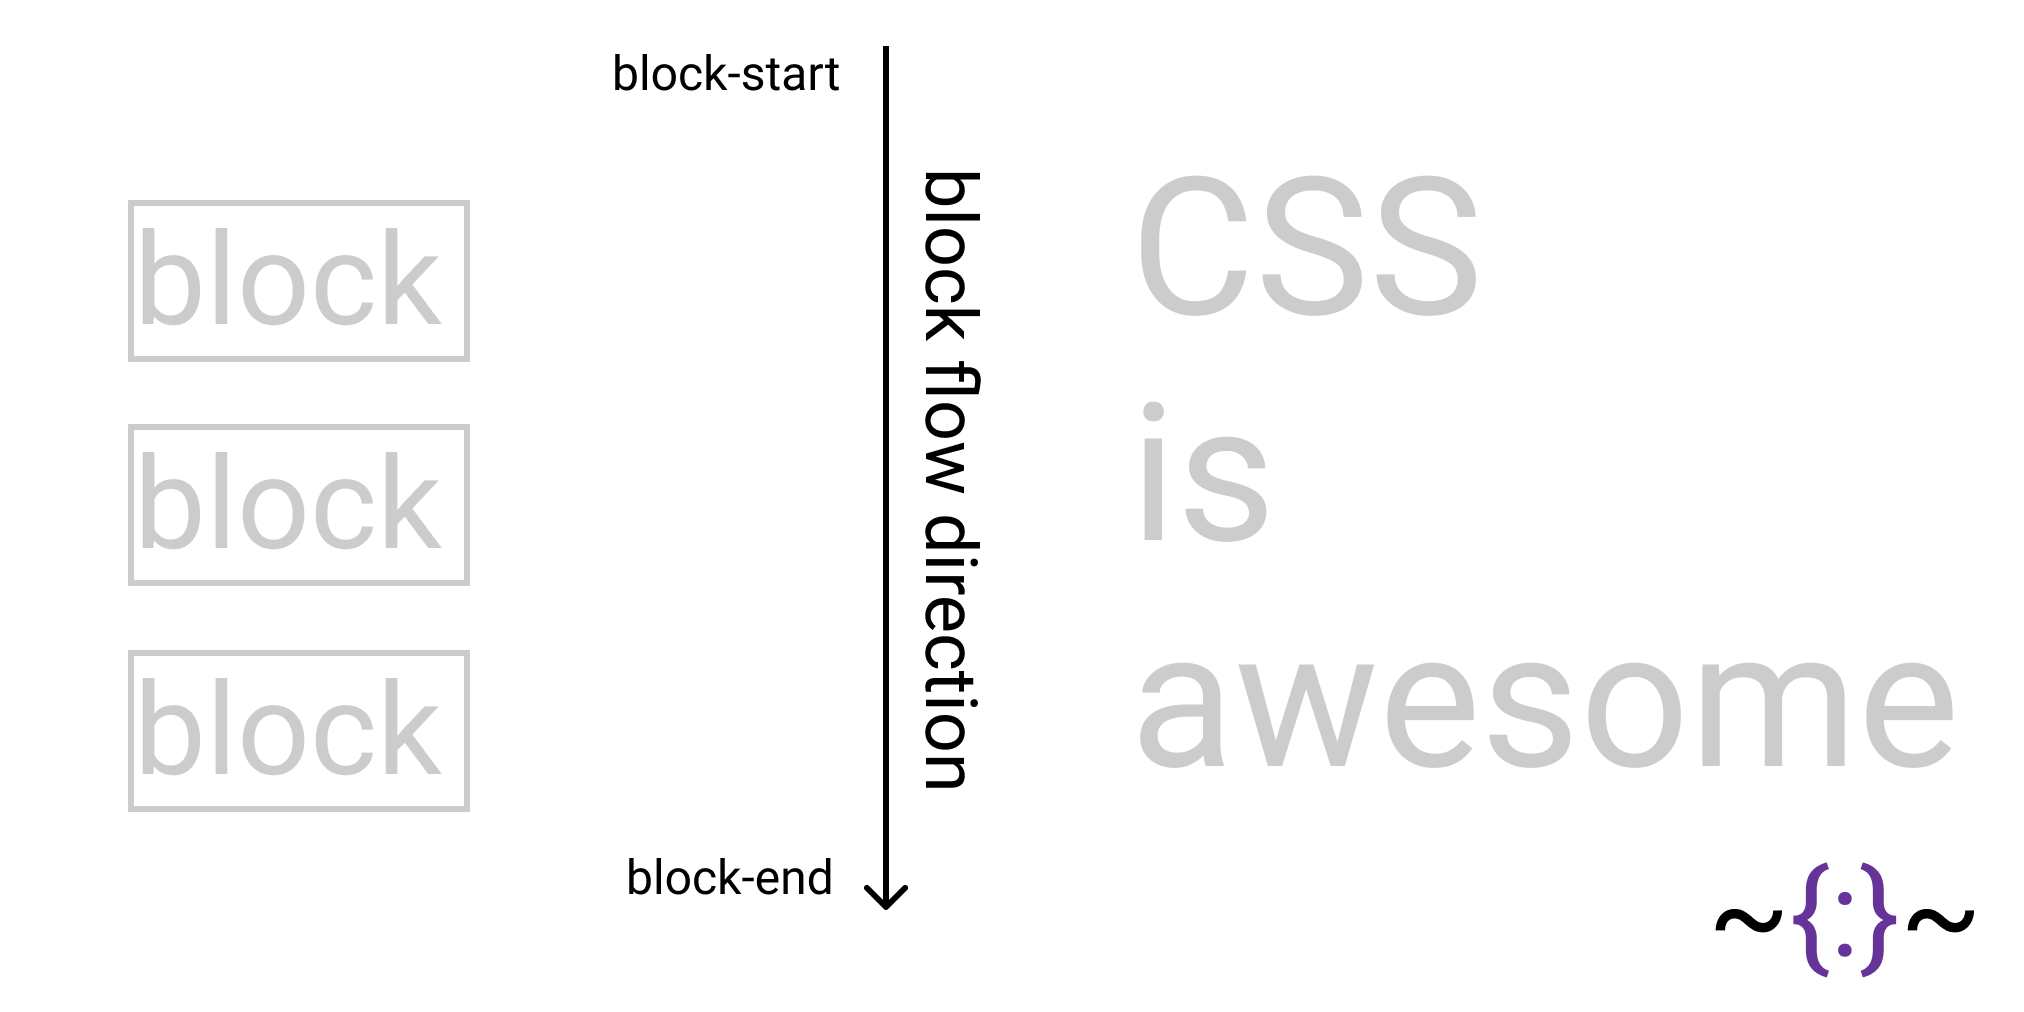 block-start
block
block
block
block flow direction
CSS
is
awesome
block-end
~{:}~